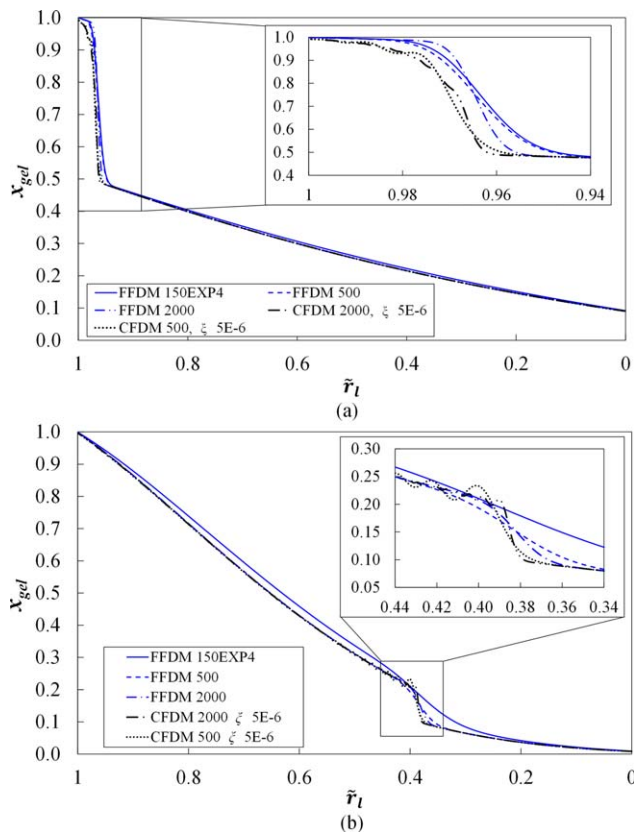 1.0
0.9
0.8
0.7
0.6
0.5
0.4
0.3
0.2
0.1
0.0
x_gel
1.0
0.9
0.8
0.7
0.6
0.5
0.4
1 0.98 0.96 0.94
FFDM 150EXP4 FFDM 500
FFDM 2000 CFDM 2000, ξ 5E-6
CFDM 500, ξ 5E-6
1 0.8 0.6 0.4 0.2 0
r̃_l
(a)
1.0
0.9
0.8
0.7
0.6
0.5
0.4
0.3
0.2
0.1
0.0
x_gel
0.30
0.25
0.20
0.15
0.10
0.05
0.44 0.42 0.40 0.38 0.36 0.34
FFDM 150EXP4
FFDM 500
FFDM 2000
CFDM 2000 ξ 5E-6
CFDM 500 ξ 5E-6
1 0.8 0.6 0.4 0.2 0
r̃_l
(b)